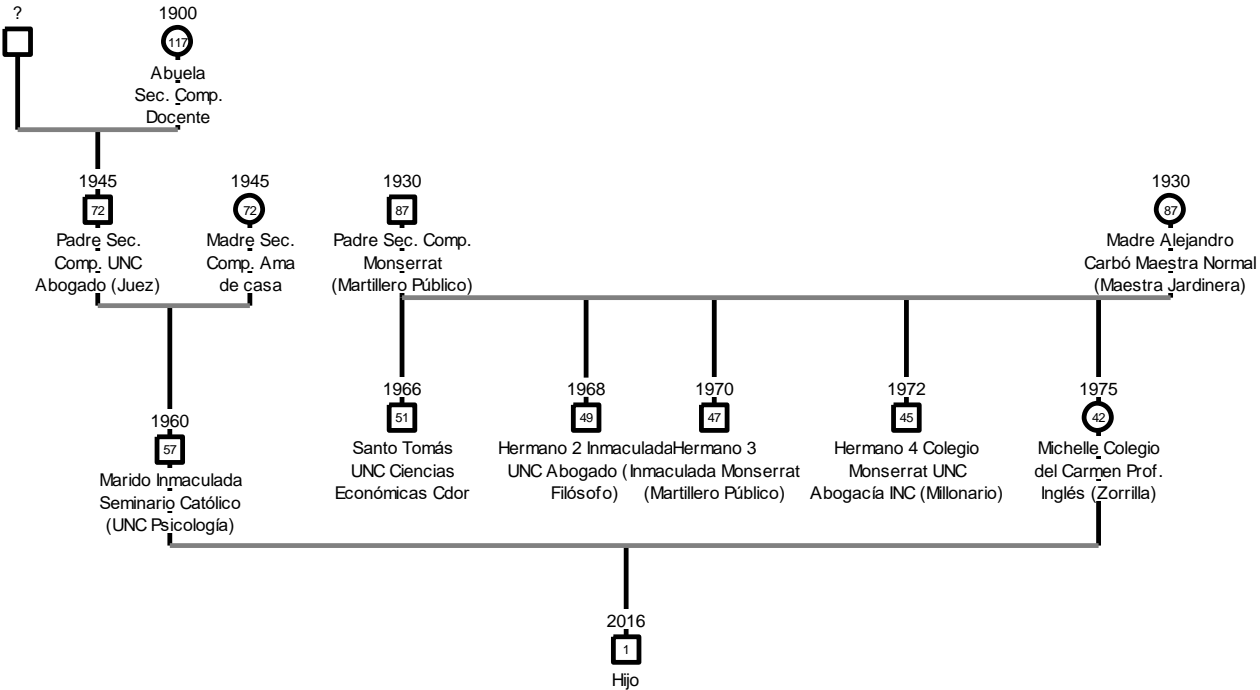 ?
1900
117
Abuela
Sec. Comp.
Docente
1945
72
Padre Sec.
Comp. UNC
Abogado (Juez)
1945
72
Madre Sec.
Comp. Ama
de casa
1930
87
Padre Sec. Comp.
Monserrat
(Martillero Público)
1930
87
Madre Alejandro
Carbó Maestra Normal
(Maestra Jardinera)
1960
57
Marido Inmaculada
Seminario Católico
(UNC Psicología)
1966
51
Santo Tomás
UNC Ciencias
Económicas Cdor
1968
49
Hermano 2 Inmaculada
UNC Abogado (
Filósofo)
1970
47
Hermano 3
Inmaculada Monserrat
(Martillero Público)
1972
45
Hermano 4 Colegio
Monserrat UNC
Abogacía INC (Millonario)
1975
42
Michelle Colegio
del Carmen Prof.
Inglés (Zorrilla)
2016
1
Hijo